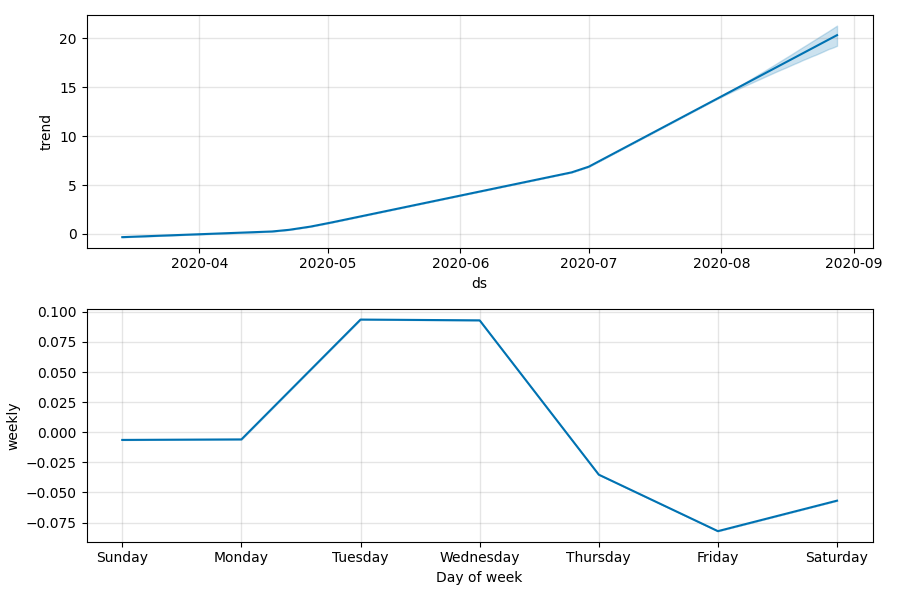 20
15
10
5
0
trend
2020-04 2020-05 2020-06 2020-07 2020-08 2020-09
ds
0.100
0.075
0.050
0.025
0.000
−0.025
−0.050
−0.075
weekly
Sunday Monday Tuesday Wednesday Thursday Friday Saturday
Day of week